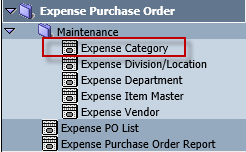 Expense Purchase Order
Maintenance
Expense Category
Expense Division/Location
Expense Department
Expense Item Master
Expense Vendor
Expense PO List
Expense Purchase Order Report